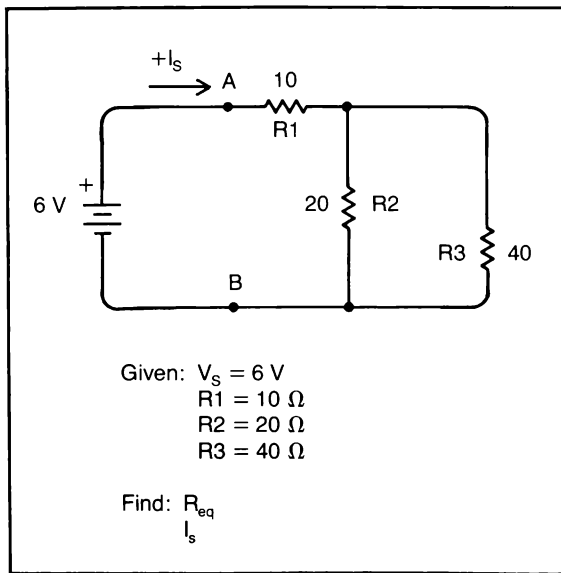 +I_S
A
10
R1
+
6 V
20
R2
R3
40
B
Given: V_S = 6 V
R1 = 10 Ω
R2 = 20 Ω
R3 = 40 Ω
Find: R_eq
I_s